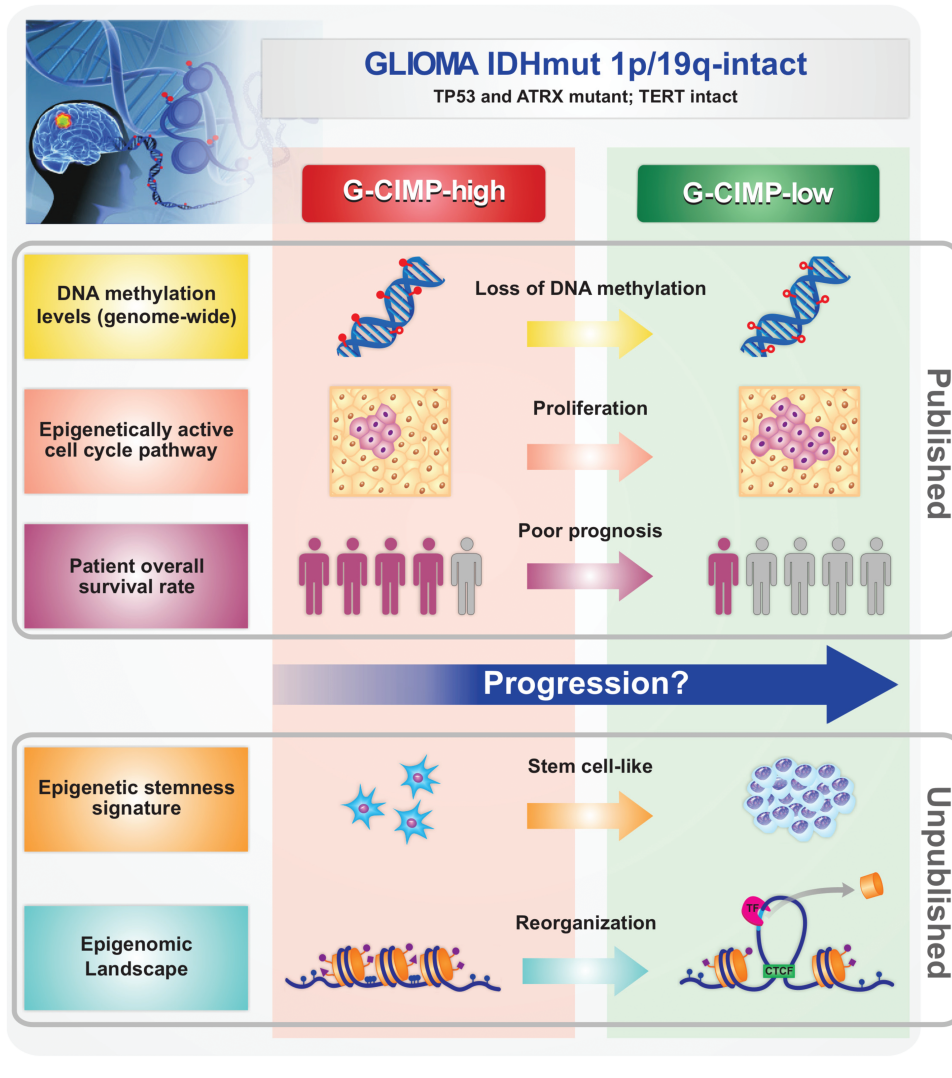 GLIOMA IDHmut 1p/19q-intact
TP53 and ATRX mutant; TERT intact
G-CIMP-high
G-CIMP-low
DNA methylation
levels (genome-wide)
Loss of DNA methylation
Epigenetically active
cell cycle pathway
Proliferation
Patient overall
survival rate
Poor prognosis
Published
Progression?
Epigenetic stemness
signature
Stem cell-like
Epigenomic
Landscape
Reorganization
TF
CTCF
Unpublished